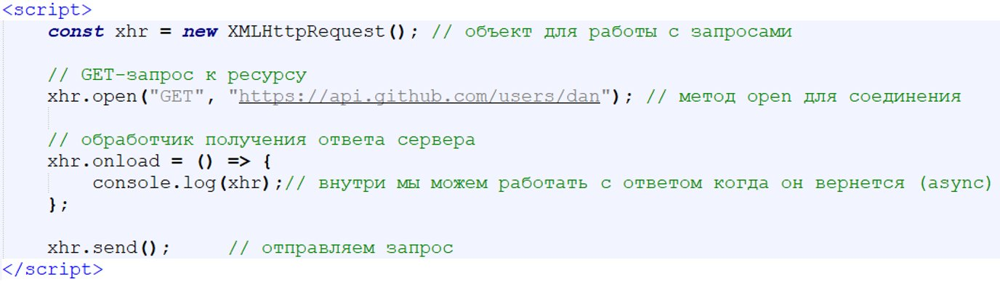 <script>
const xhr = new XMLHttpRequest(); // объект для работы с запросами
// GET-запрос к ресурсу
xhr.open("GET", "https://api.github.com/users/dan"); // метод open для соединения
// обработчик получения ответа сервера
xhr.onload = () => {
console.log(xhr);// внутри мы можем работать с ответом когда он вернется (async)
};
xhr.send(); // отправляем запрос
</script>